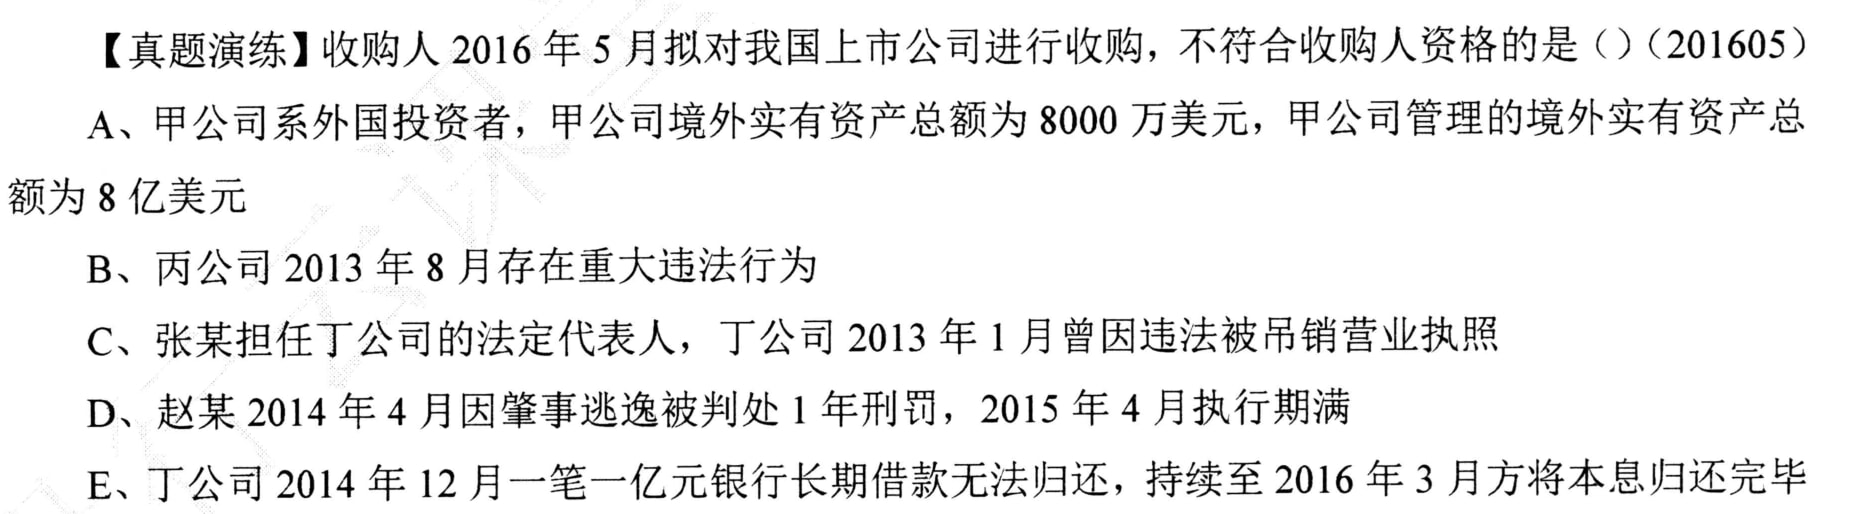 【真题演练】收购人 2016 年 5 月拟对我国上市公司进行收购，不符合收购人资格的是（）（201605）
A、甲公司系外国投资者，甲公司境外实有资产总额为 8000 万美元，甲公司管理的境外实有资产总
额为 8 亿美元
B、丙公司 2013 年 8 月存在重大违法行为
C、张某担任丁公司的法定代表人，丁公司 2013 年 1 月曾因违法被吊销营业执照
D、赵某 2014 年 4 月因肇事逃逸被判处 1 年刑罚，2015 年 4 月执行期满
E、丁公司 2014 年 12 月一笔一亿元银行长期借款无法归还，持续至 2016 年 3 月方将本息归还完毕